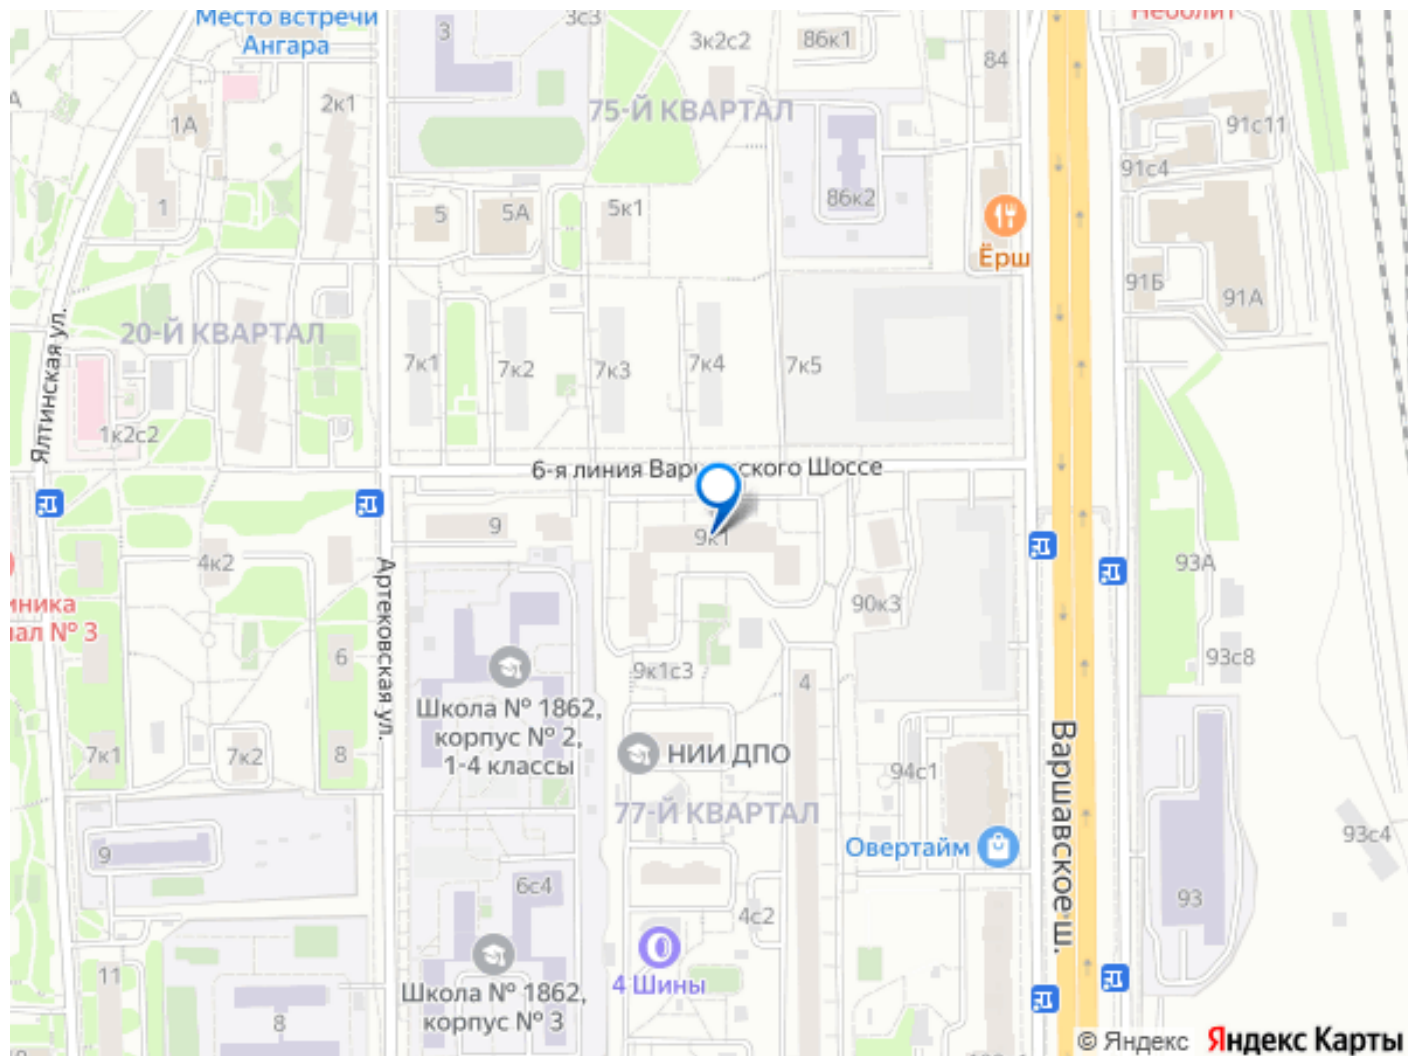 Место встречи
Ангара
3
3с3
3к2с2
86к1
84
Неболит
75-Й КВАРТАЛ
2к1
1А
91с11
91с4
86к2
1
5
5А
5к1
Ёрш
91Б
91А
20-Й КВАРТАЛ
Ялтинская ул.
7к1
7к2
7к3
7к4
7к5
1к2с2
6-я линия Вар
ского Шоссе
9
9к1
4к2
93А
90к3
Артековская ул.
№ 3
6
93с8
9к1с3
4
Школа № 1862,
корпус № 2,
1-4 классы
7к1
7к2
8
НИИ ДПО
94с1
Варшавское ш.
77-Й КВАРТАЛ
93с4
9
Овертайм
6с4
93
4с2
11
4 Шины
Школа № 1862,
корпус № 3
8
© Яндекс
Яндекс Карты